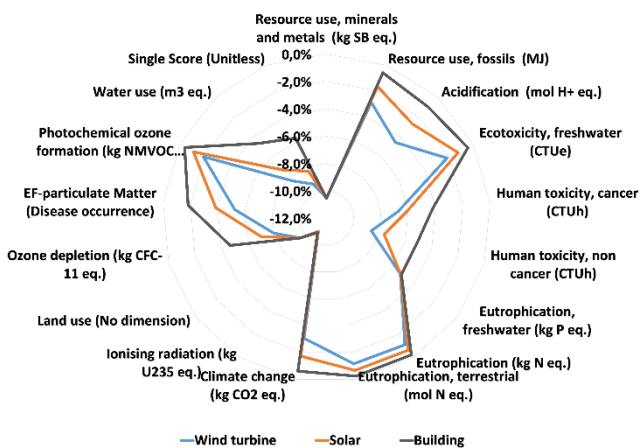 Resource use, minerals
and metals (kg SB eq.)
Single Score (Unitless)
0,0%
Resource use, fossils (MJ)
Water use (m3 eq.)
-2,0%
Acidification (mol H+ eq.)
-4,0%
Photochemical ozone
formation (kg NMVOC...
Ecotoxicity, freshwater
(CTUe)
-6,0%
-8,0%
EF-particulate Matter
(Disease occurrence)
Human toxicity, cancer
(CTUh)
-10,0%
-12,0%
Ozone depletion (kg CFC-
11 eq.)
Human toxicity, non
cancer (CTUh)
Land use (No dimension)
Eutrophication,
freshwater (kg P eq.)
Ionising radiation (kg
U235 eq.)
Eutrophication (kg N eq.)
Climate change
(kg CO2 eq.)
Eutrophication, terrestrial
(mol N eq.)
Wind turbine
Solar
Building